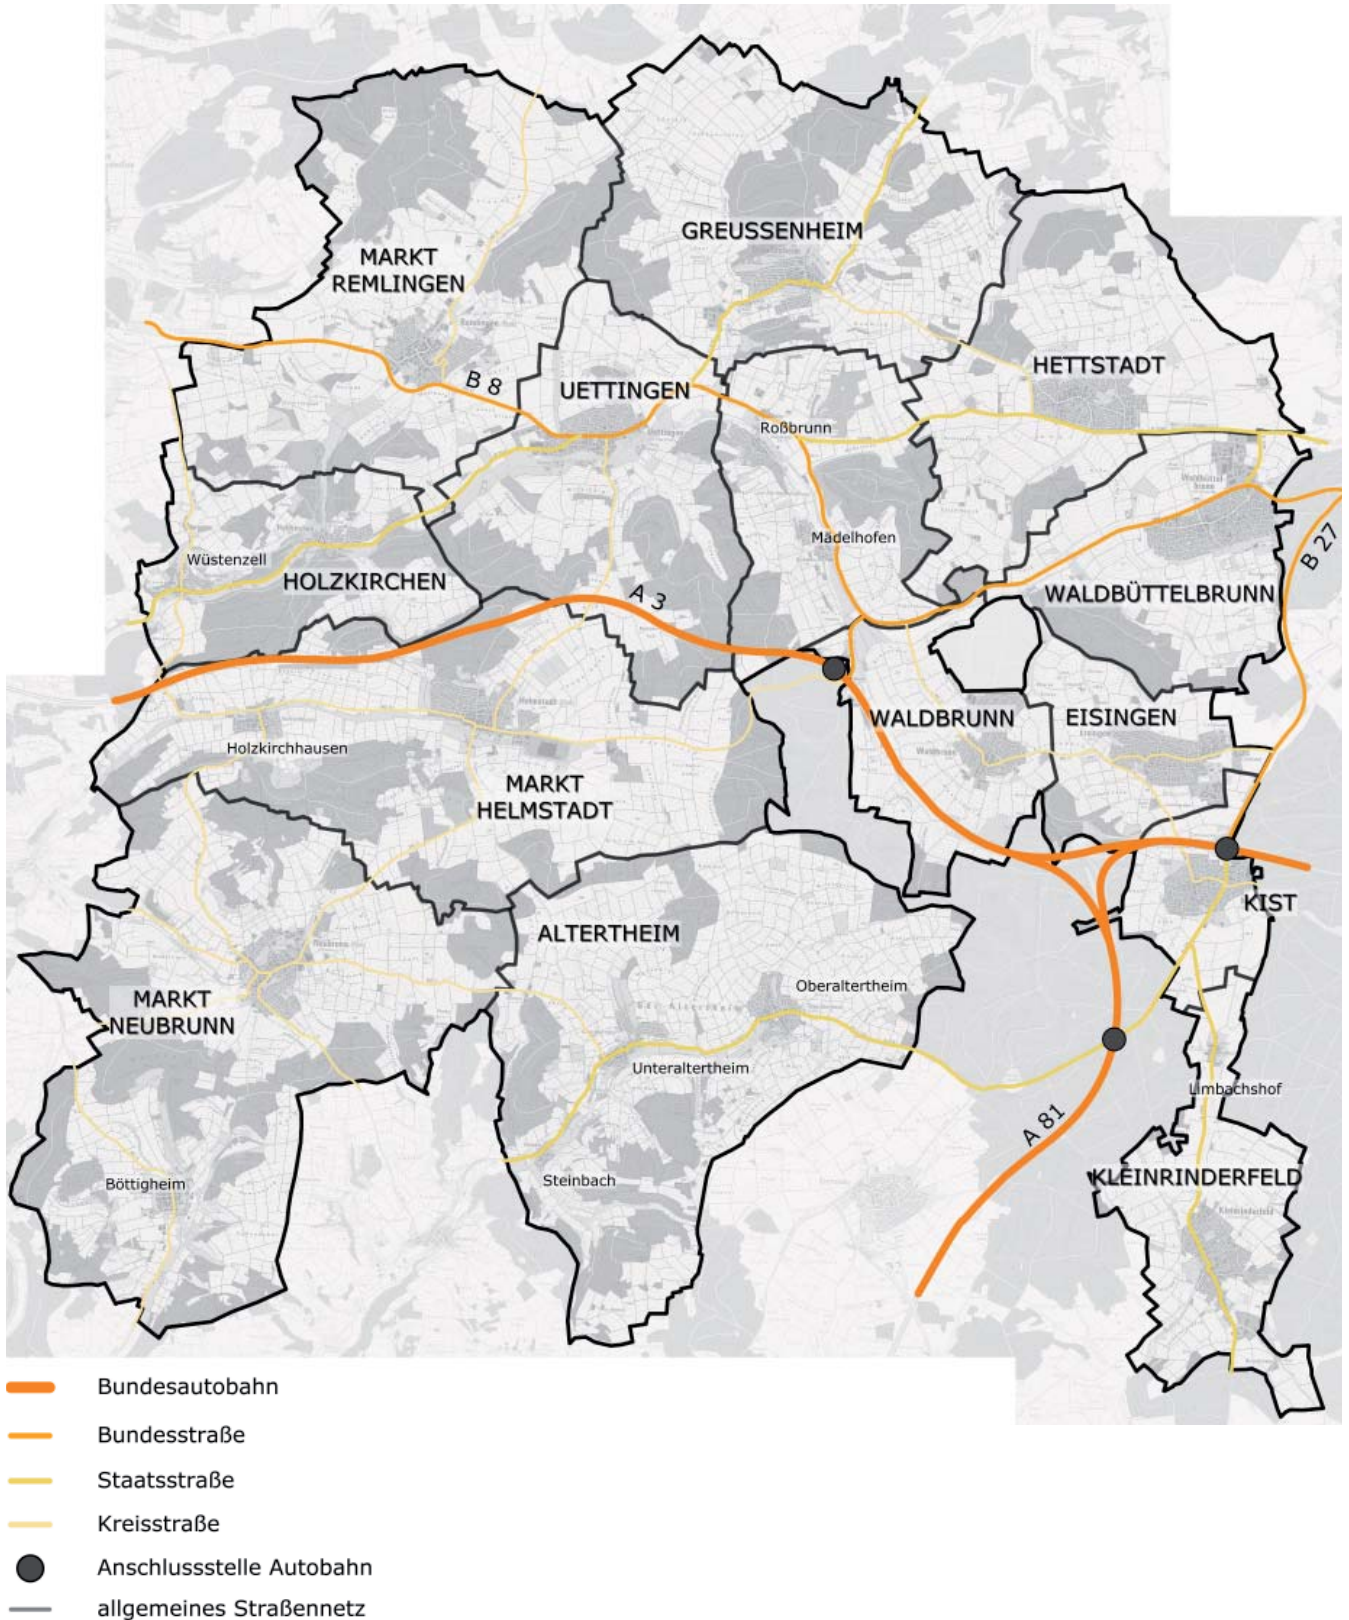 GREUSSENHEIM
MARKT
REMLINGEN
HETTSTADT
B 8
UETTINGEN
Roßbrunn
Mädelhofen
B 27
Wüstenzell
HOLZKIRCHEN
A 3
WALDBÜTTELBRUNN
WALDBRUNN
EISINGEN
Holzkirchhausen
MARKT
HELMSTADT
KIST
ALTERTHEIM
Oberaltertheim
MARKT
NEUBRUNN
Unteraltertheim
Limbachshof
A 81
Steinbach
Böttigheim
KLEINRINDERFELD
Bundesautobahn
Bundesstraße
Staatsstraße
Kreisstraße
Anschlussstelle Autobahn
allgemeines Straßennetz